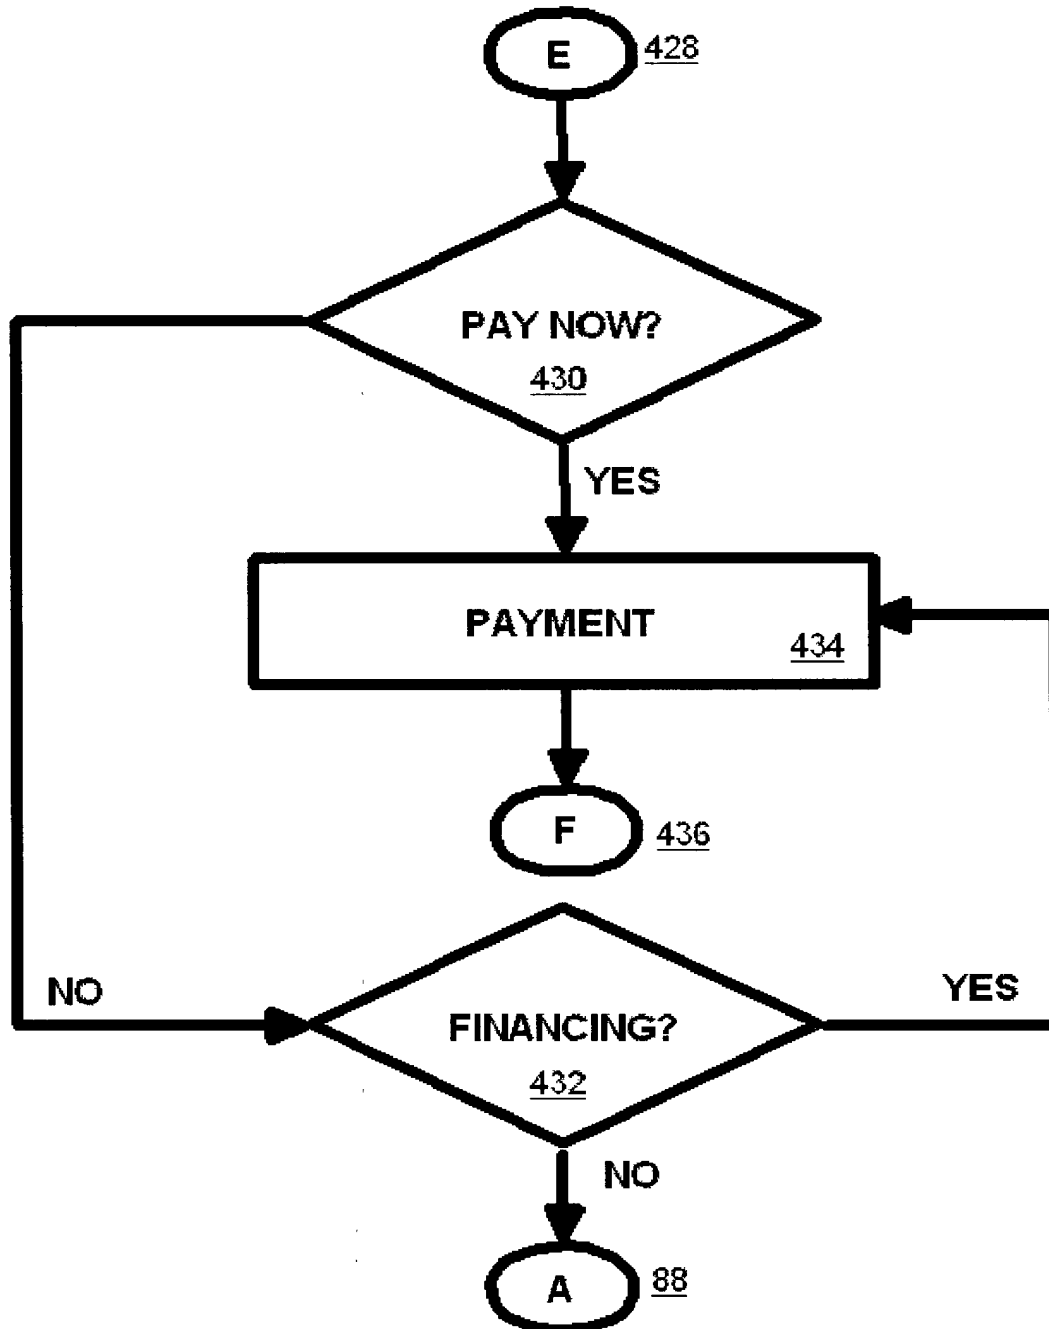 E
428
PAY NOW?
430
YES
PAYMENT
434
F
436
NO
YES
FINANCING?
432
NO
A
88